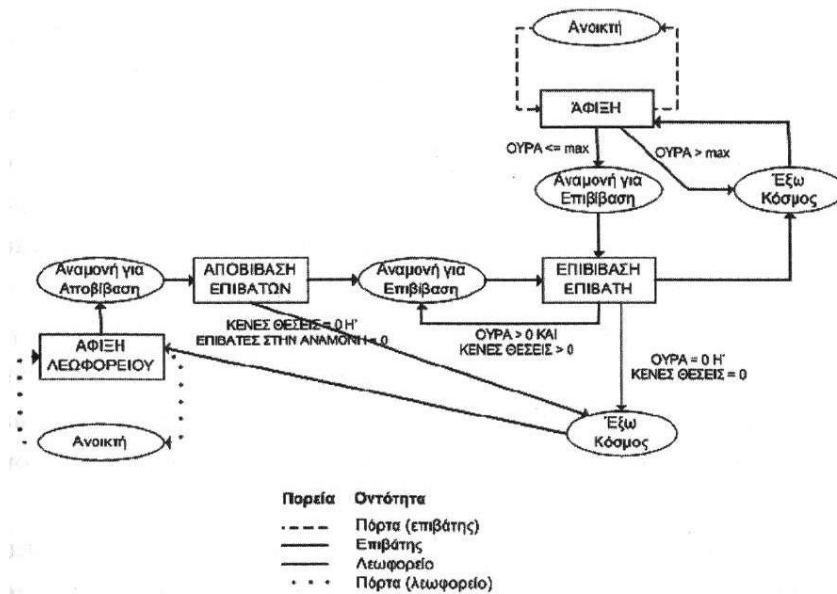 Ανοικτή
ΆΦΙΞΗ
ΟΥΡΑ <= max
ΟΥΡΑ > max
Αναμονή για
Επιβίβαση
Έξω
Κόσμος
Αναμονή για
Αποβίβαση
ΑΠΟΒΙΒΑΣΗ
ΕΠΙΒΑΤΩΝ
Αναμονή για
Επιβίβαση
ΕΠΙΒΙΒΑΣΗ
ΕΠΙΒΑΤΗ
ΚΕΝΕΣ ΘΕΣΕΙΣ = 0 Η΄
ΕΠΙΒΑΤΕΣ ΣΤΗΝ ΑΝΑΜΟΝΗ = 0
ΟΥΡΑ > 0 ΚΑΙ
ΚΕΝΕΣ ΘΕΣΕΙΣ > 0
ΑΦΙΞΗ
ΛΕΩΦΟΡΕΙΟΥ
ΟΥΡΑ = 0 Η΄
ΚΕΝΕΣ ΘΕΣΕΙΣ = 0
Ανοικτή
Έξω
Κόσμος
Πορεία Οντότητα
Πόρτα (επιβάτης)
Επιβάτης
Λεωφορείο
Πόρτα (λεωφορείο)